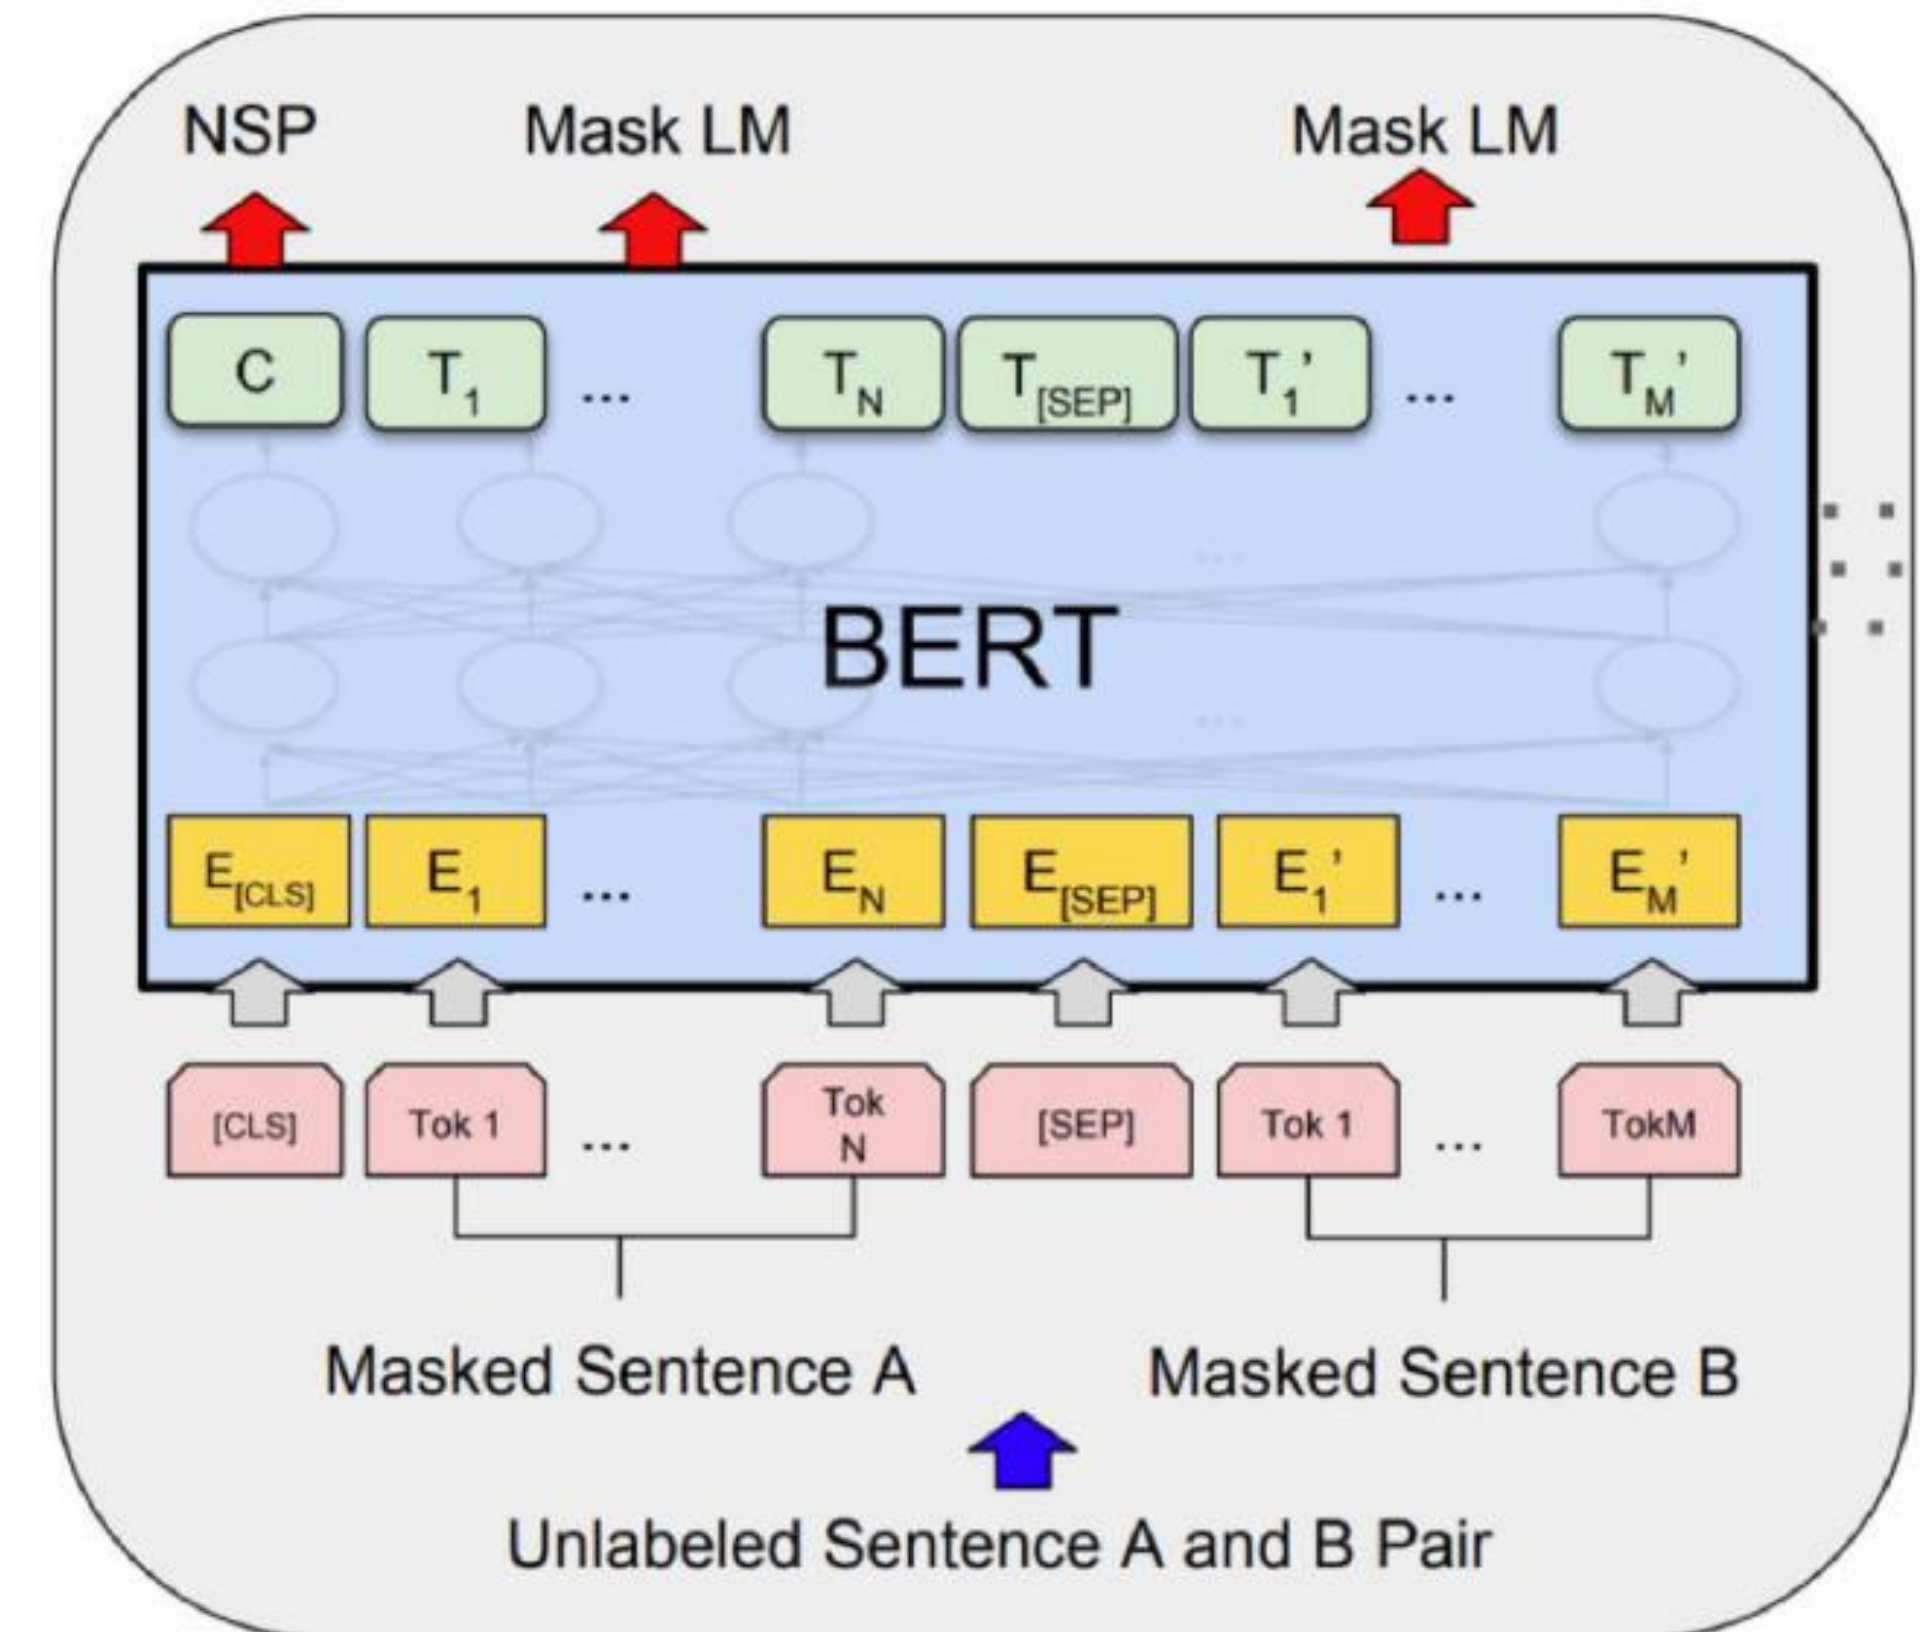 NSP Mask LM Mask LM
C T1 ... TN T[SEP] T1’ ... TM’
BERT
E[CLS] E1 ... EN E[SEP] E1’ ... EM’
[CLS] Tok 1 ... Tok N [SEP] Tok 1 ... TokM
Masked Sentence A Masked Sentence B
Unlabeled Sentence A and B Pair